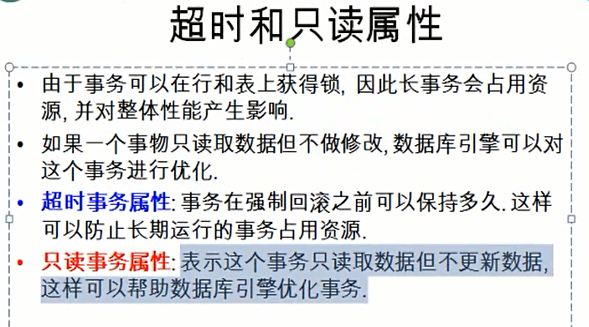 超时和只读属性
• 由于事务可以在行和表上获得锁, 因此长事务会占用资
源, 并对整体性能产生影响.
• 如果一个事物只读取数据但不做修改, 数据库引擎可以对
这个事务进行优化.
• 超时事务属性: 事务在强制回滚之前可以保持多久. 这样
可以防止长期运行的事务占用资源.
• 只读事务属性: 表示这个事务只读取数据但不更新数据,
这样可以帮助数据库引擎优化事务.